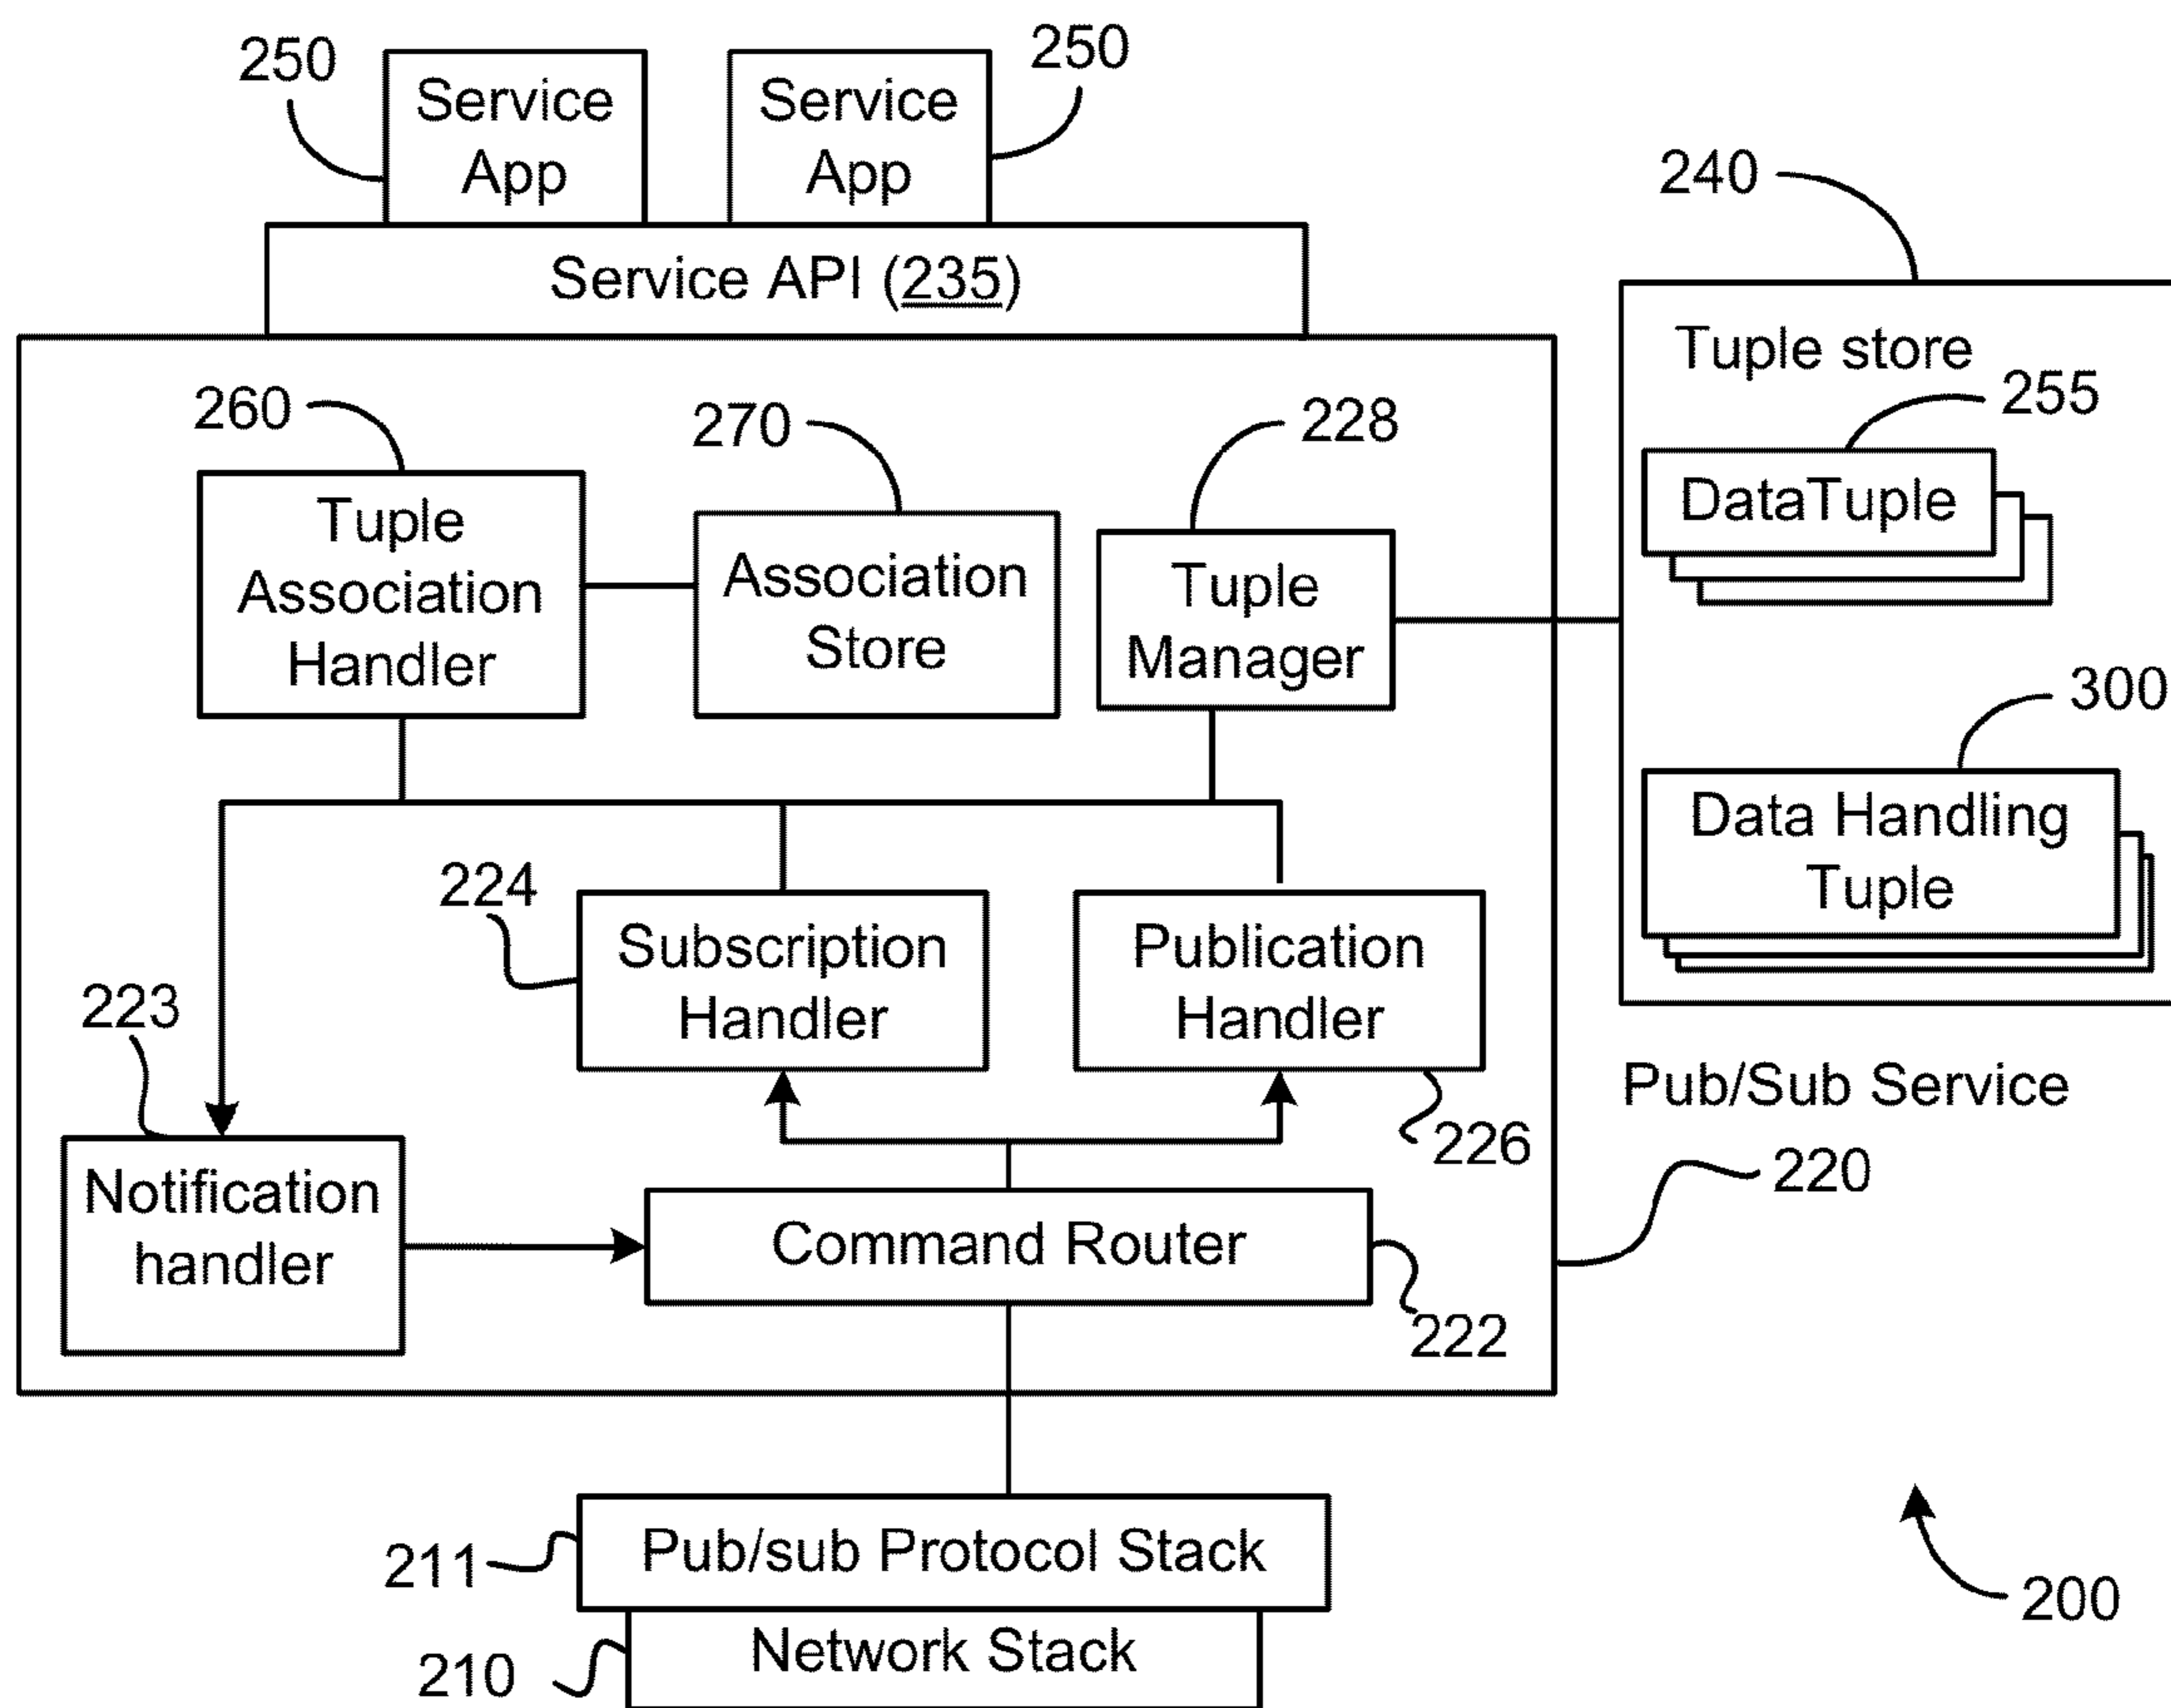 250
Service
App
Service
App
250
Service API (235)
240
Tuple store
255
DataTuple
300
Data Handling
Tuple
260
Tuple
Association
Handler
270
Association
Store
228
Tuple
Manager
224
Subscription
Handler
Publication
Handler
226
223
Notification
handler
Command Router
222
Pub/Sub Service
220
211
Pub/sub Protocol Stack
210
Network Stack
200